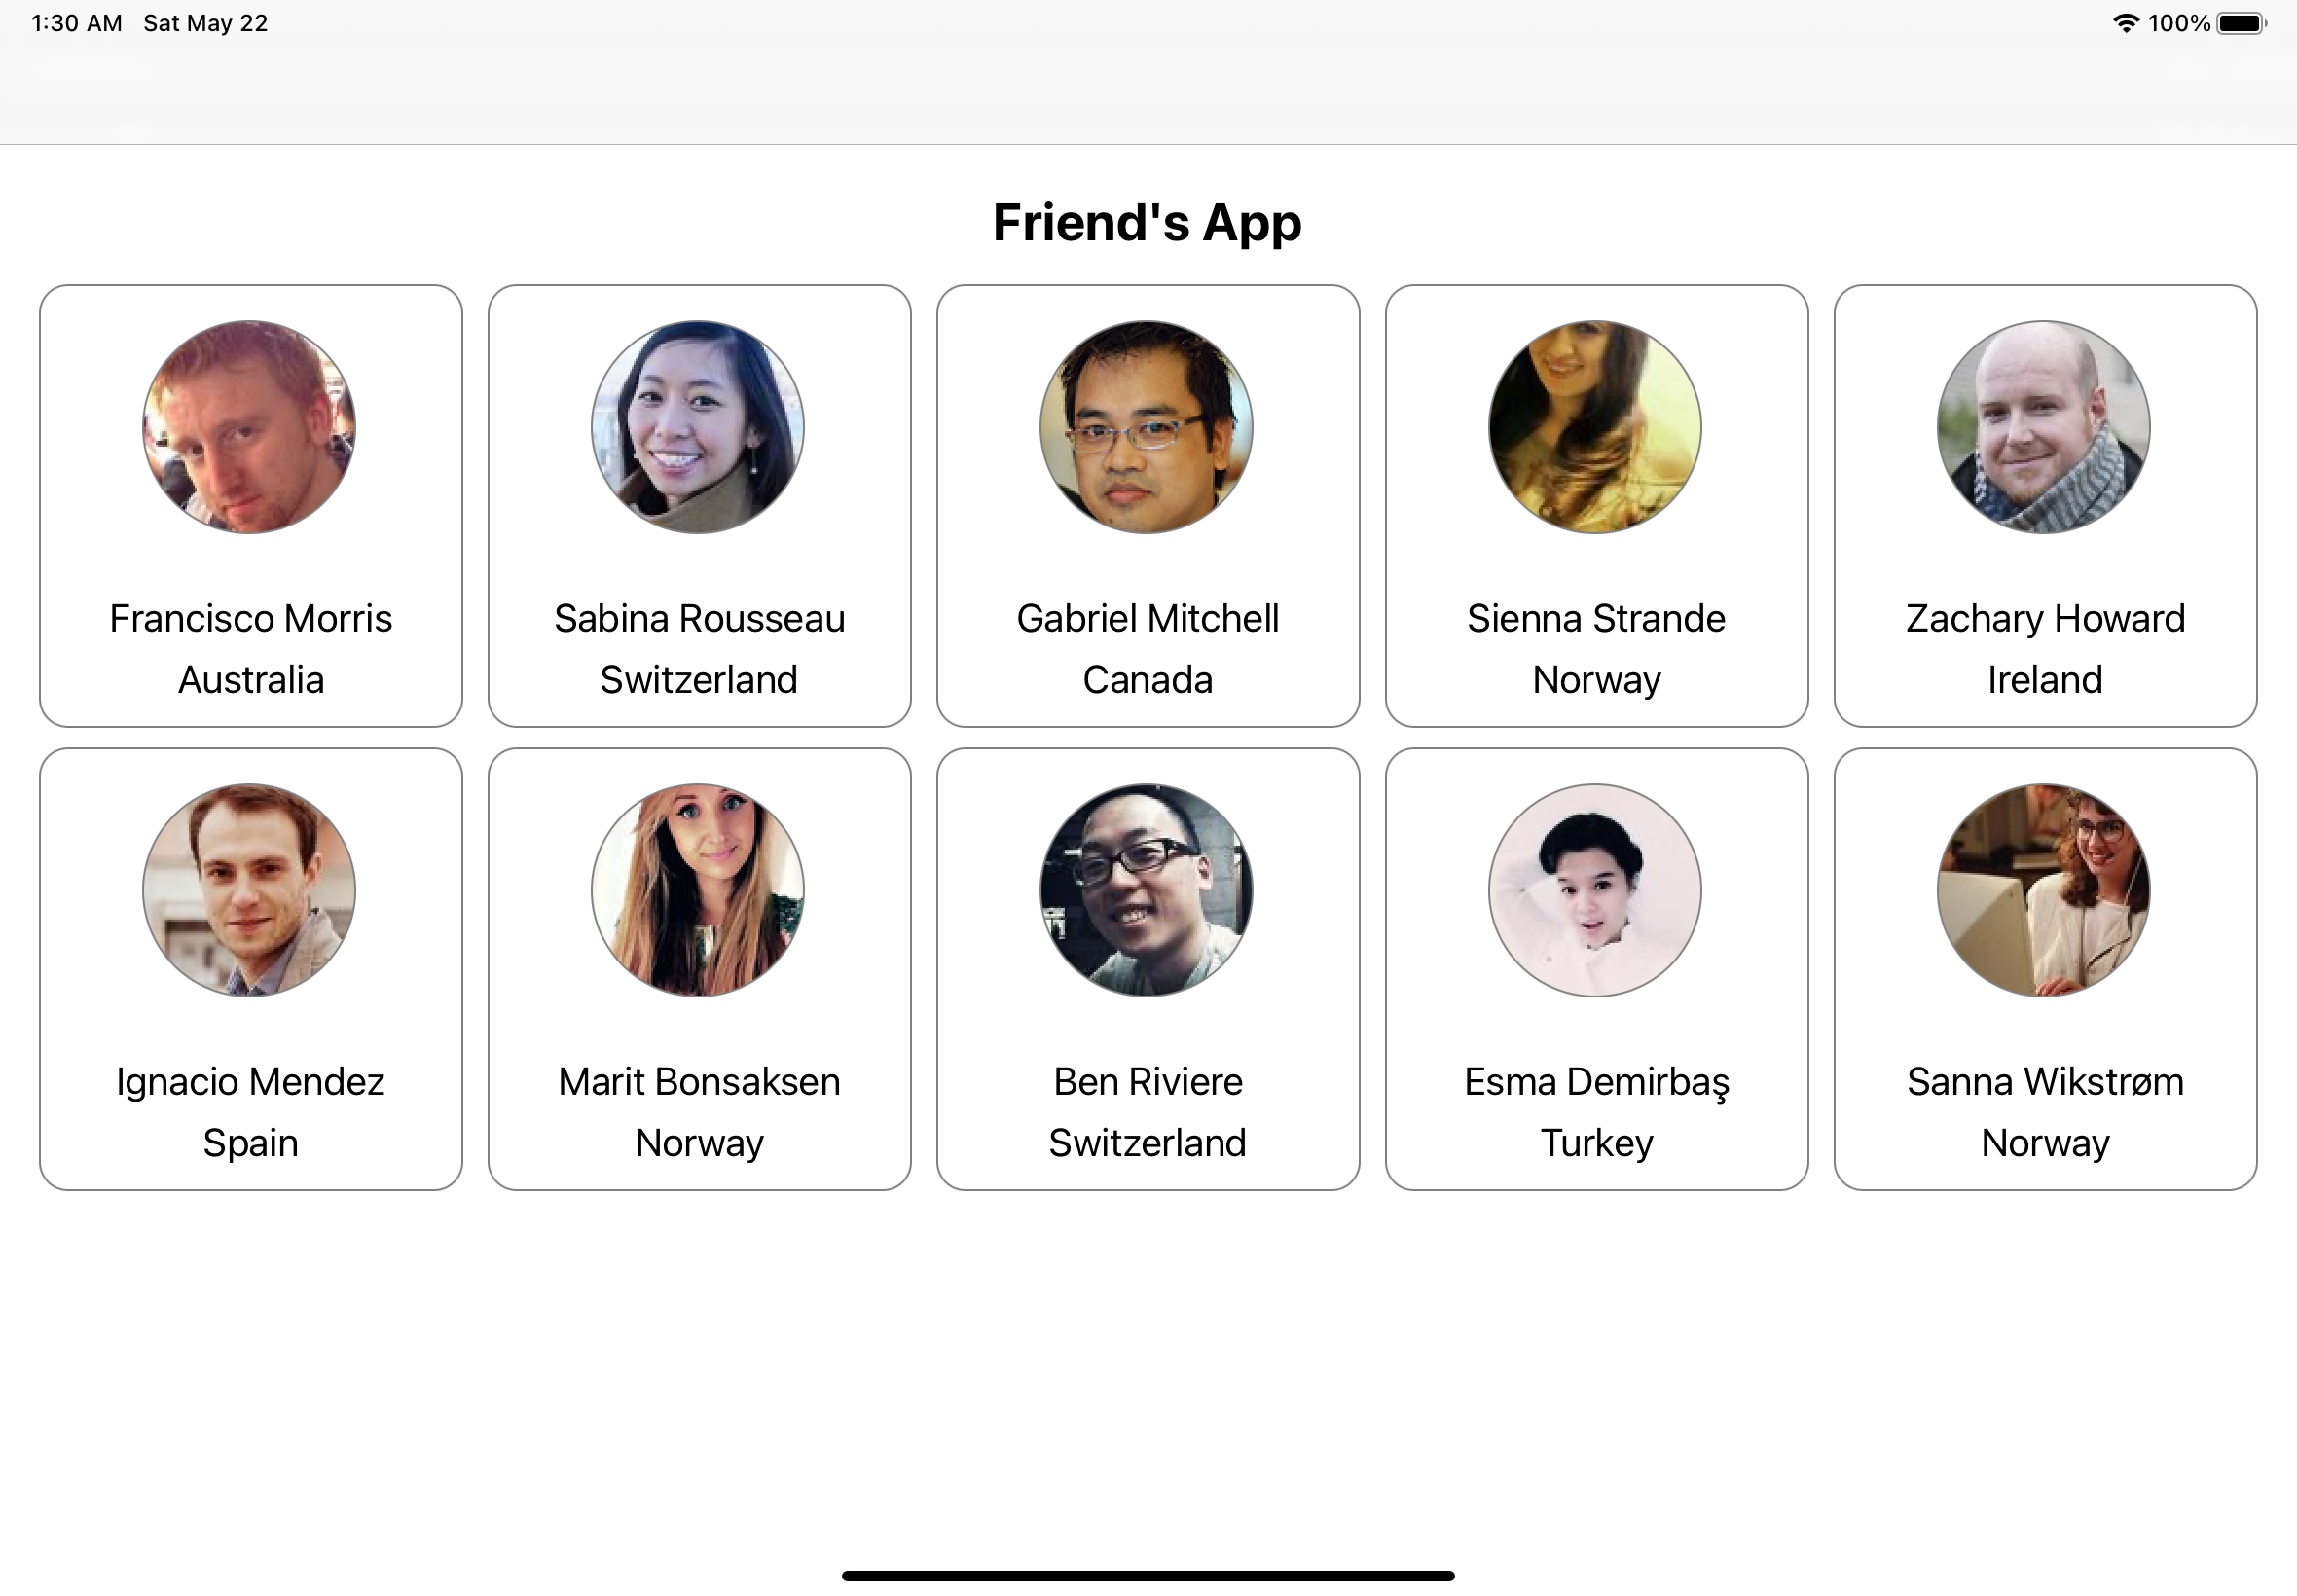 1:30 AM Sat May 22 100%
Friend's App
Francisco Morris
Australia
Sabina Rousseau
Switzerland
Gabriel Mitchell
Canada
Sienna Strande
Norway
Zachary Howard
Ireland
Ignacio Mendez
Spain
Marit Bonsaksen
Norway
Ben Riviere
Switzerland
Esma Demirbaş
Turkey
Sanna Wikstrøm
Norway